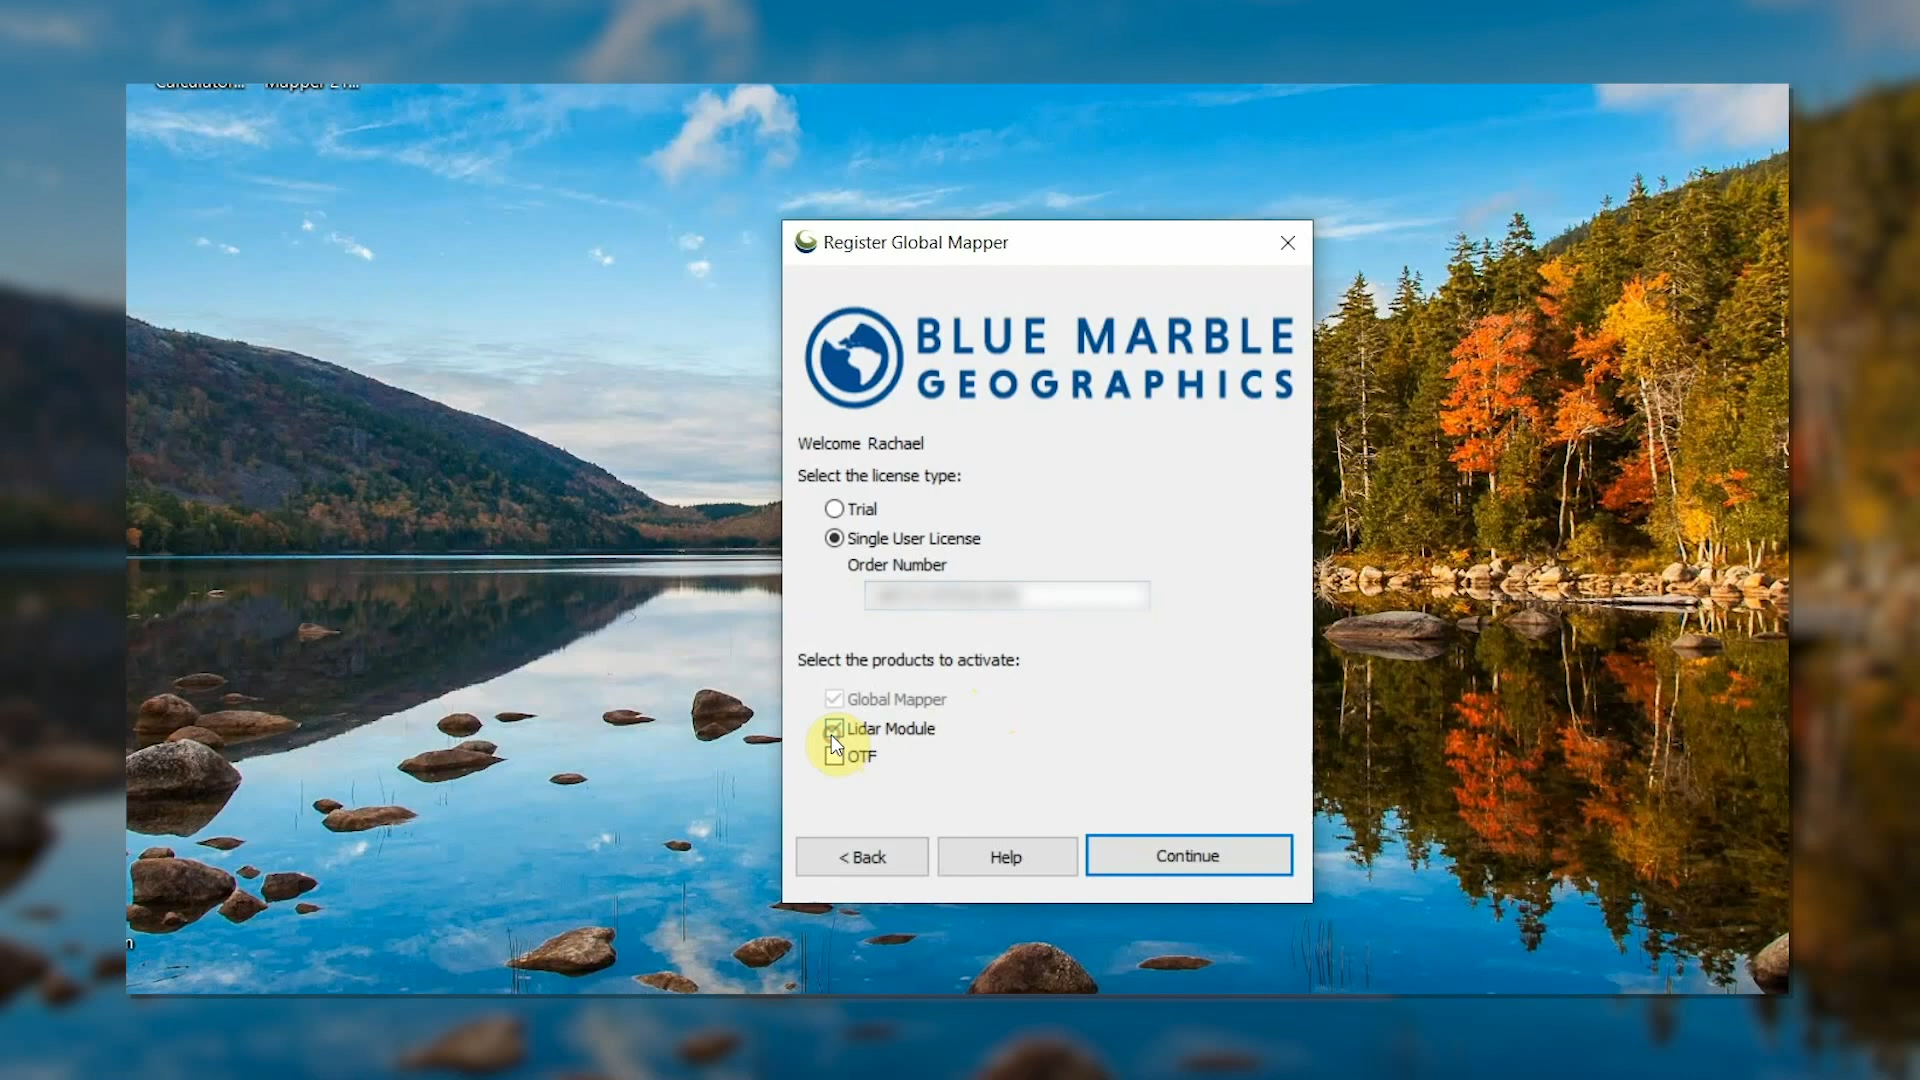 Register Global Mapper
BLUE MARBLE
GEOGRAPHICS
Welcome Rachael
Select the license type:
Trial
Single User License
Order Number
Select the products to activate:
Global Mapper
Lidar Module
OTF
< Back
Help
Continue